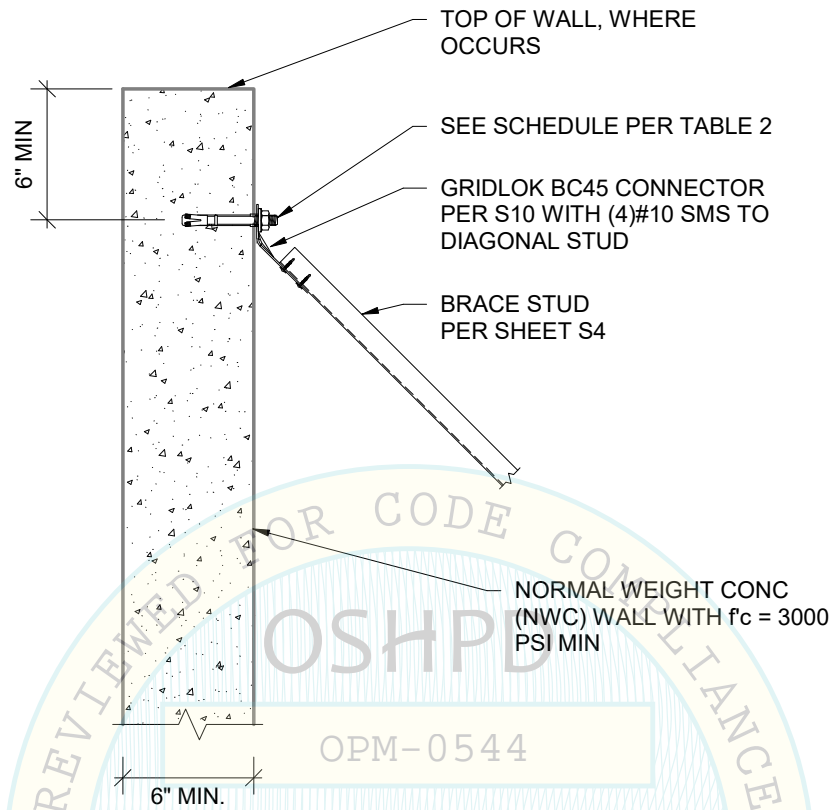 TOP OF WALL, WHERE
OCCURS
6" MIN
SEE SCHEDULE PER TABLE 2
GRIDLOK BC45 CONNECTOR
PER S10 WITH (4)#10 SMS TO
DIAGONAL STUD
BRACE STUD
PER SHEET S4
NORMAL WEIGHT CONC
(NWC) WALL WITH f'c = 3000
PSI MIN
REVIEWED FOR CODE COMPLIANCE
OSHPD
OPM-0544
6" MIN.